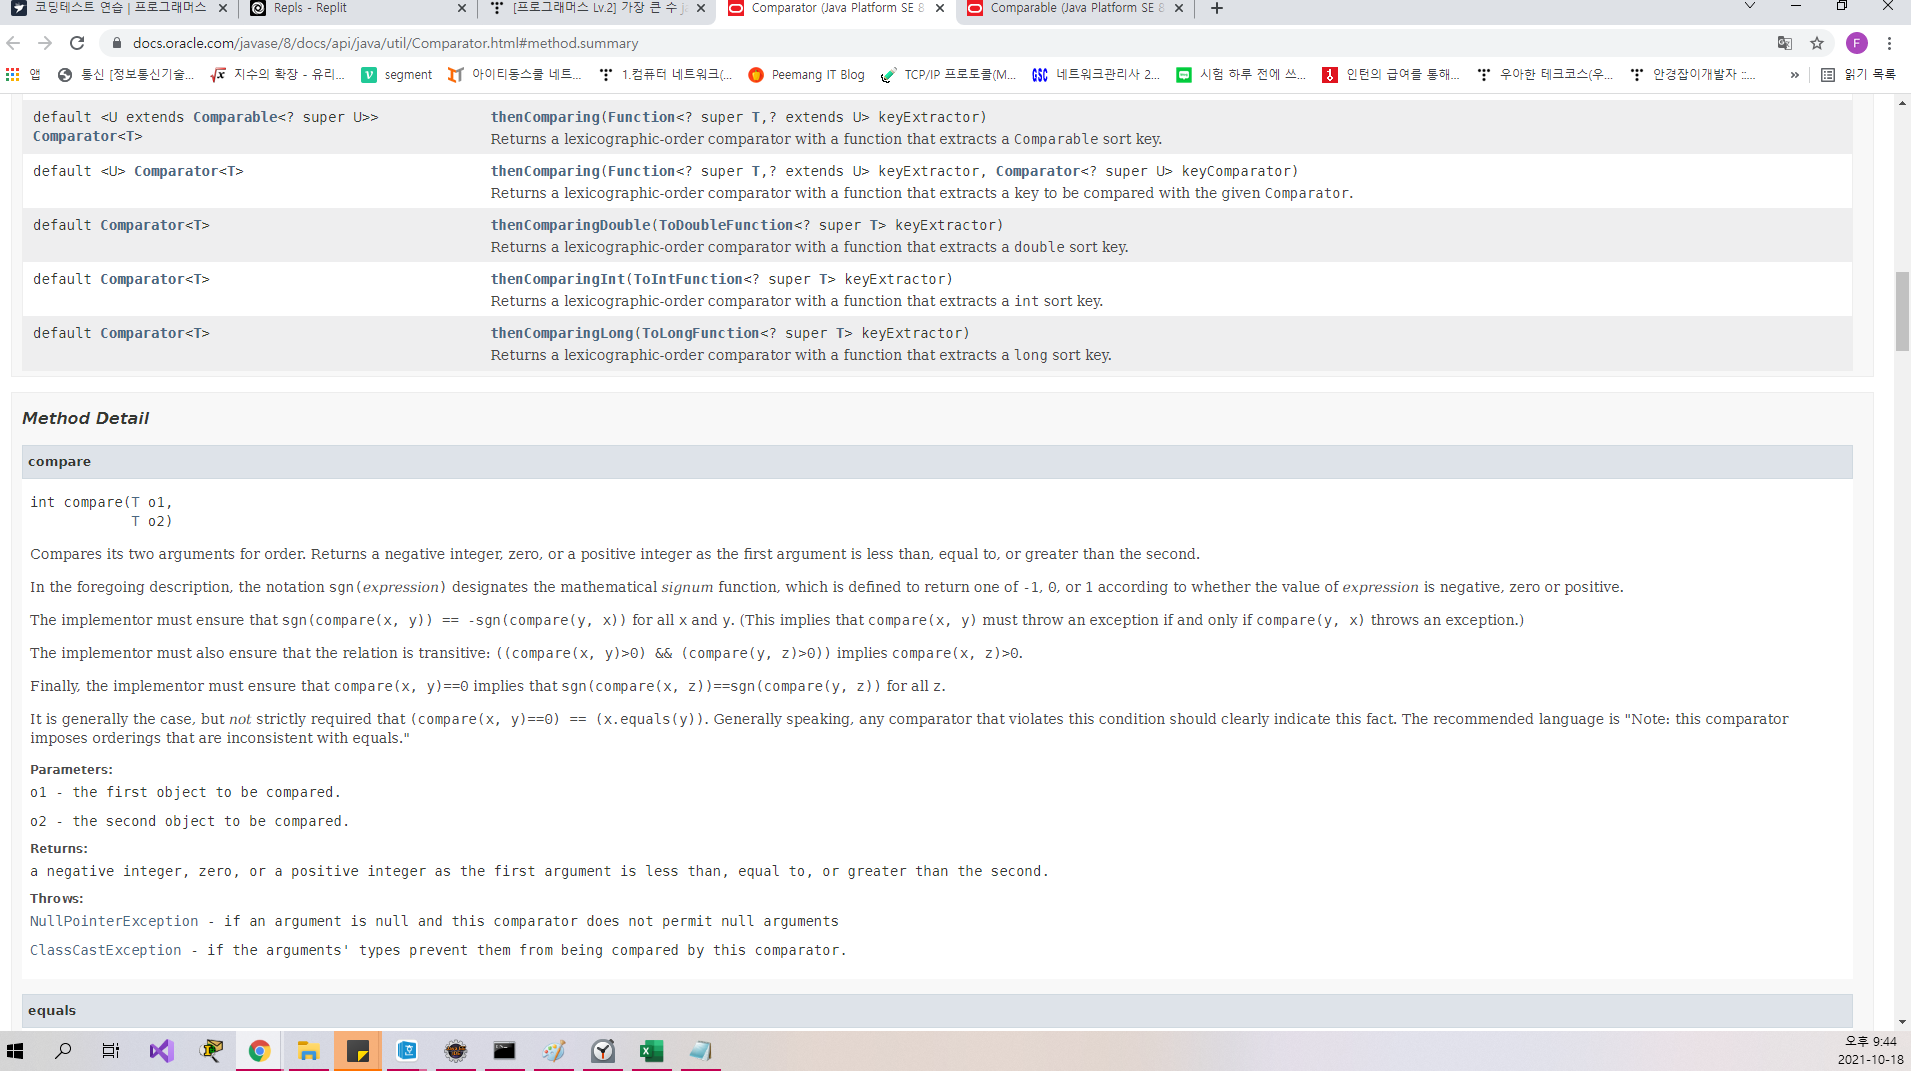 코딩테스트 연습 | 프로그래머스
Repls - Replit
[프로그래머스 Lv.2] 가장 큰 수 ja
Comparator (Java Platform SE 8
Comparable (Java Platform SE 8
docs.oracle.com/javase/8/docs/api/java/util/Comparator.html#method.summary
F
앱
통신 [정보통신기술...
지수의 확장 - 유리...
segment
아이티동스쿨 네트...
1.컴퓨터 네트워크(...
Peemang IT Blog
TCP/IP 프로토콜(M...
네트워크관리사 2...
시험 하루 전에 쓰...
인턴의 급여를 통해...
우아한 테크코스(우...
안경잡이개발자 ::...
»
읽기 목록
default <U extends Comparable<? super U>>
Comparator<T>
thenComparing(Function<? super T,? extends U> keyExtractor)
Returns a lexicographic-order comparator with a function that extracts a Comparable sort key.
default <U> Comparator<T>
thenComparing(Function<? super T,? extends U> keyExtractor, Comparator<? super U> keyComparator)
Returns a lexicographic-order comparator with a function that extracts a key to be compared with the given Comparator.
default Comparator<T>
thenComparingDouble(ToDoubleFunction<? super T> keyExtractor)
Returns a lexicographic-order comparator with a function that extracts a double sort key.
default Comparator<T>
thenComparingInt(ToIntFunction<? super T> keyExtractor)
Returns a lexicographic-order comparator with a function that extracts a int sort key.
default Comparator<T>
thenComparingLong(ToLongFunction<? super T> keyExtractor)
Returns a lexicographic-order comparator with a function that extracts a long sort key.
Method Detail
compare
int compare(T o1,
T o2)
Compares its two arguments for order. Returns a negative integer, zero, or a positive integer as the first argument is less than, equal to, or greater than the second.
In the foregoing description, the notation sgn(expression) designates the mathematical signum function, which is defined to return one of -1, 0, or 1 according to whether the value of expression is negative, zero or positive.
The implementor must ensure that sgn(compare(x, y)) == -sgn(compare(y, x)) for all x and y. (This implies that compare(x, y) must throw an exception if and only if compare(y, x) throws an exception.)
The implementor must also ensure that the relation is transitive: ((compare(x, y)>0) && (compare(y, z)>0)) implies compare(x, z)>0.
Finally, the implementor must ensure that compare(x, y)==0 implies that sgn(compare(x, z))==sgn(compare(y, z)) for all z.
It is generally the case, but not strictly required that (compare(x, y)==0) == (x.equals(y)). Generally speaking, any comparator that violates this condition should clearly indicate this fact. The recommended language is "Note: this comparator
imposes orderings that are inconsistent with equals."
Parameters:
o1 - the first object to be compared.
o2 - the second object to be compared.
Returns:
a negative integer, zero, or a positive integer as the first argument is less than, equal to, or greater than the second.
Throws:
NullPointerException - if an argument is null and this comparator does not permit null arguments
ClassCastException - if the arguments' types prevent them from being compared by this comparator.
equals
오후 9:44
2021-10-18